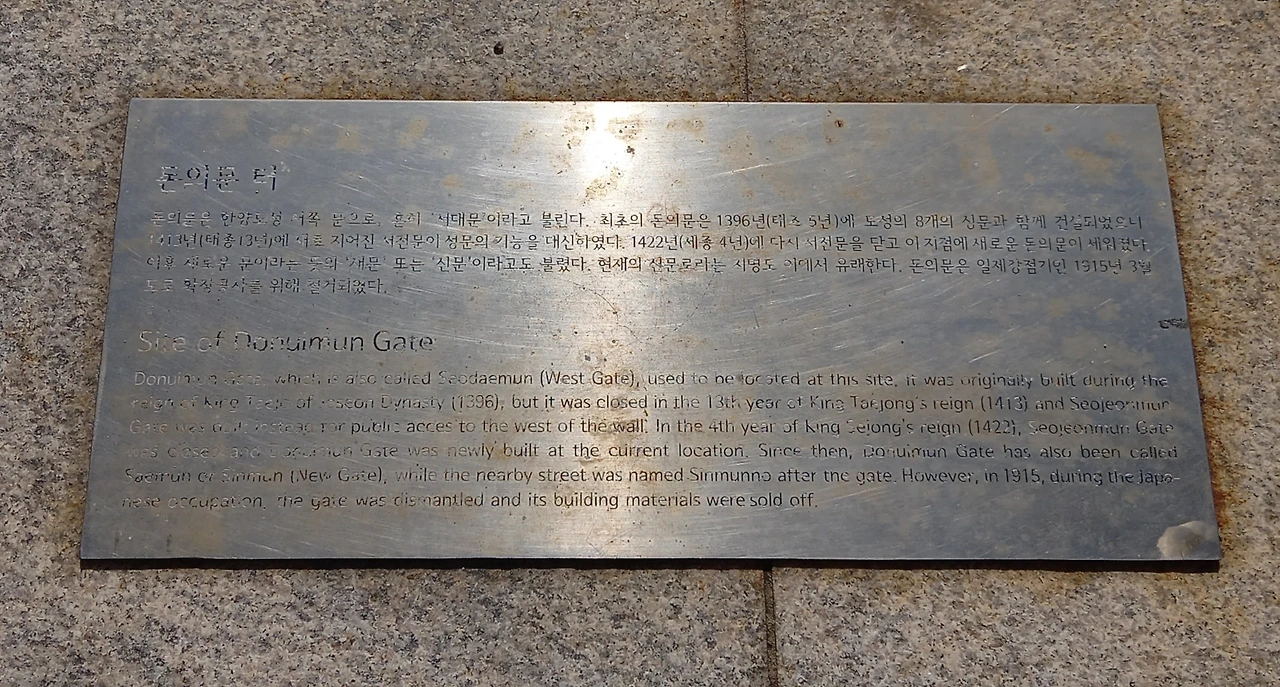 돈의문 터
돈의문은 한양도성 서쪽 문으로, 흔히 '서대문'이라고 불린다. 최초의 돈의문은 1396년(태조 5년)에 도성의 8개의 성문과 함께 건설되었으나
1413년(태종13년)에 새로 지어진 서전문이 성문의 기능을 대신하였다. 1422년(세종 4년)에 다시 서전문을 닫고 이 지점에 새로운 돈의문이 세워졌다.
이후 새로운 문이라는 뜻의 '새문' 또는 '신문'이라고도 불렸다. 현재의 신문로라는 지명도 이에서 유래한다. 돈의문은 일제강점기인 1915년 3월
도로 확장공사를 위해 철거되었다.
Site of Donuimun Gate
Donuimun Gate, which is also called Seodaemun (West Gate), used to be located at this site. It was originally built during the
reign of King Taejo of Joseon Dynasty (1396), but it was closed in the 13th year of King Taejong's reign (1413) and Seojeonmun
Gate was built instead for public acces to the west of the wall. In the 4th year of King Sejong's reign (1422), Seojeonmun Gate
was closed and Donuimun Gate was newly built at the current location. Since then, Donuimun Gate has also been called
Saemun or Sinmun (New Gate), while the nearby street was named Sinmunno after the gate. However, in 1915, during the Japa-
nese occupation, the gate was dismantled and its building materials were sold off.